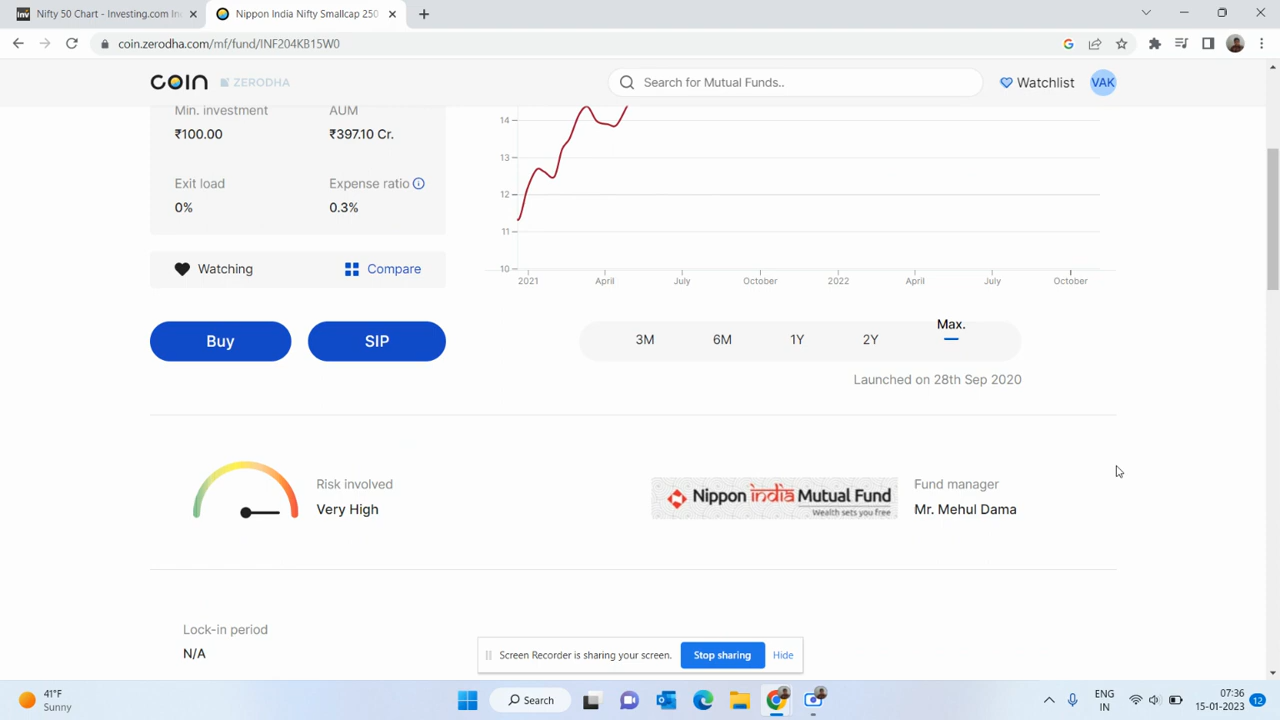 Nifty 50 Chart - Investing.com In
Nippon India Nifty Smallcap 250
coin.zerodha.com/mf/fund/INF204KB15W0
coin ZERODHA
Search for Mutual Funds..
Watchlist
VAK
Min. investment AUM
₹100.00 ₹397.10 Cr.
Exit load Expense ratio
0% 0.3%
Watching Compare
Buy SIP
14
13
12
11
10
2021 April July October 2022 April July October
3M 6M 1Y 2Y Max.
Launched on 28th Sep 2020
Risk involved
Very High
Nippon india Mutual Fund
Wealth sets you free
Fund manager
Mr. Mehul Dama
Lock-in period
N/A
Screen Recorder is sharing your screen. Stop sharing Hide
41°F
Sunny
Search
ENG
IN
07:36
15-01-2023
12